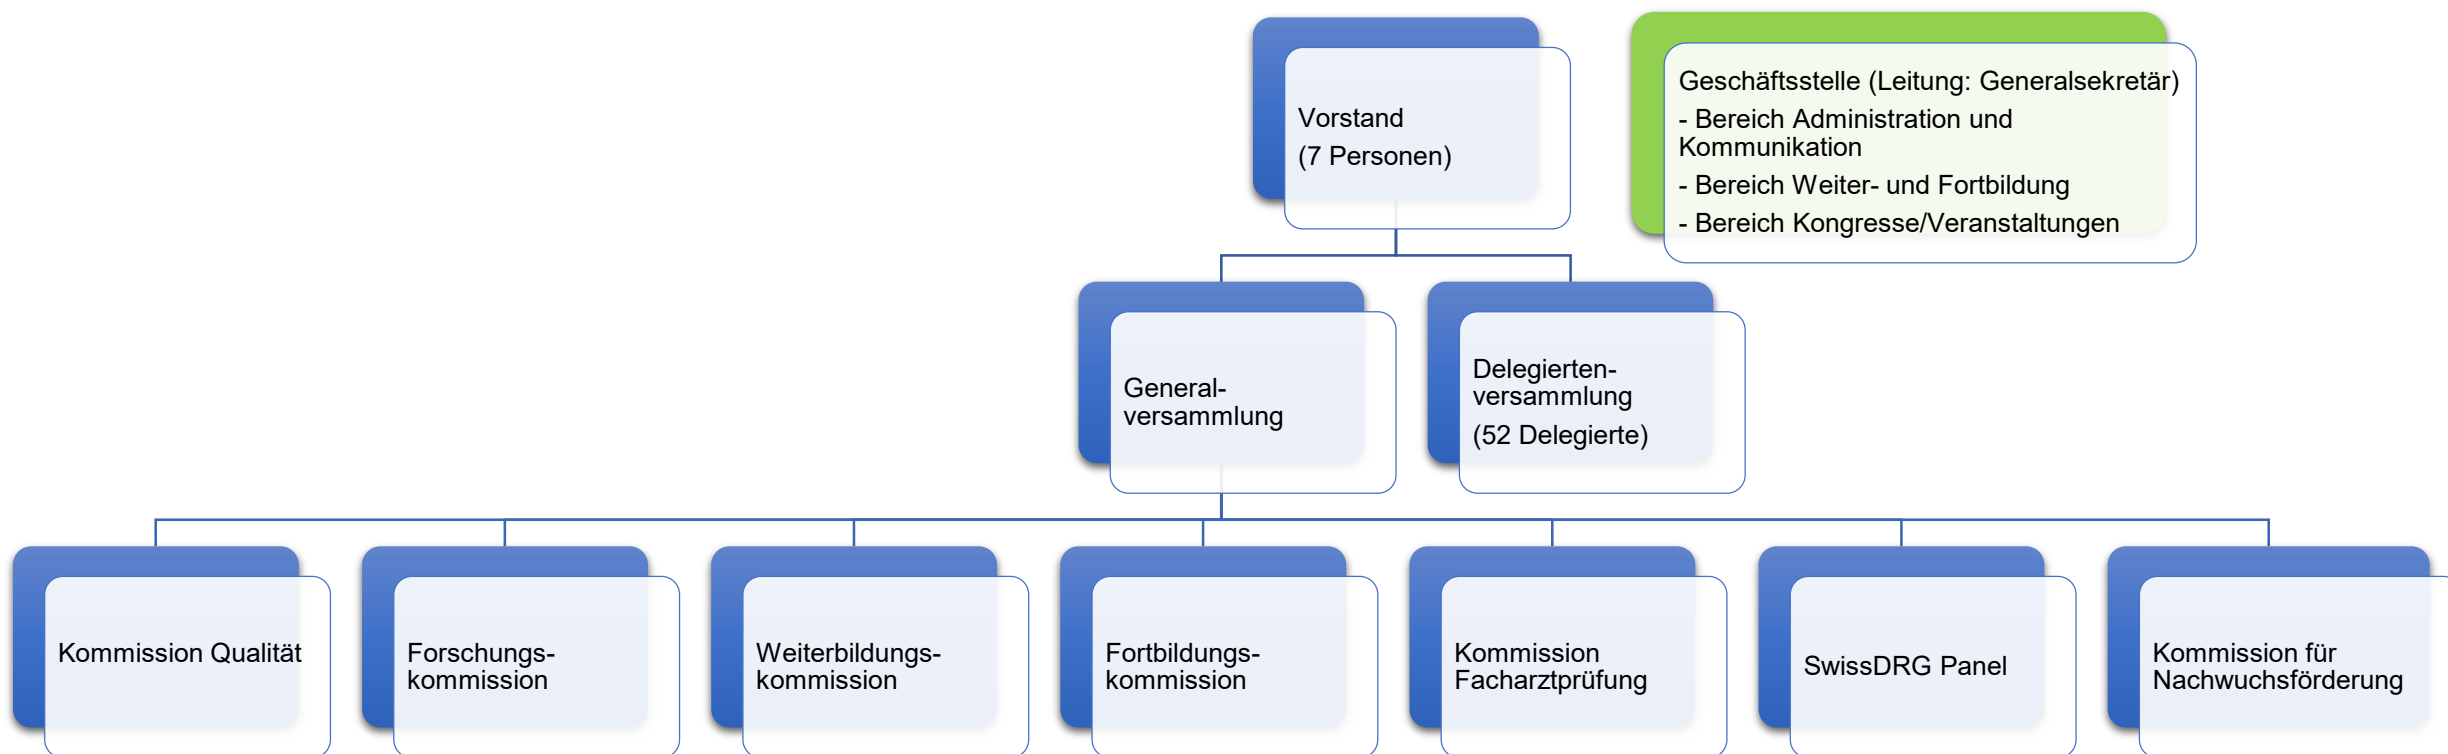 Vorstand
(7 Personen)
Geschäftsstelle (Leitung: Generalsekretär)
- Bereich Administration und
Kommunikation
- Bereich Weiter- und Fortbildung
- Bereich Kongresse/Veranstaltungen
General-
versammlung
Delegierten-
versammlung
(52 Delegierte)
Kommission Qualität
Forschungs-
kommission
Weiterbildungs-
kommission
Fortbildungs-
kommission
Kommission
Facharztprüfung
SwissDRG Panel
Kommission für
Nachwuchsförderung